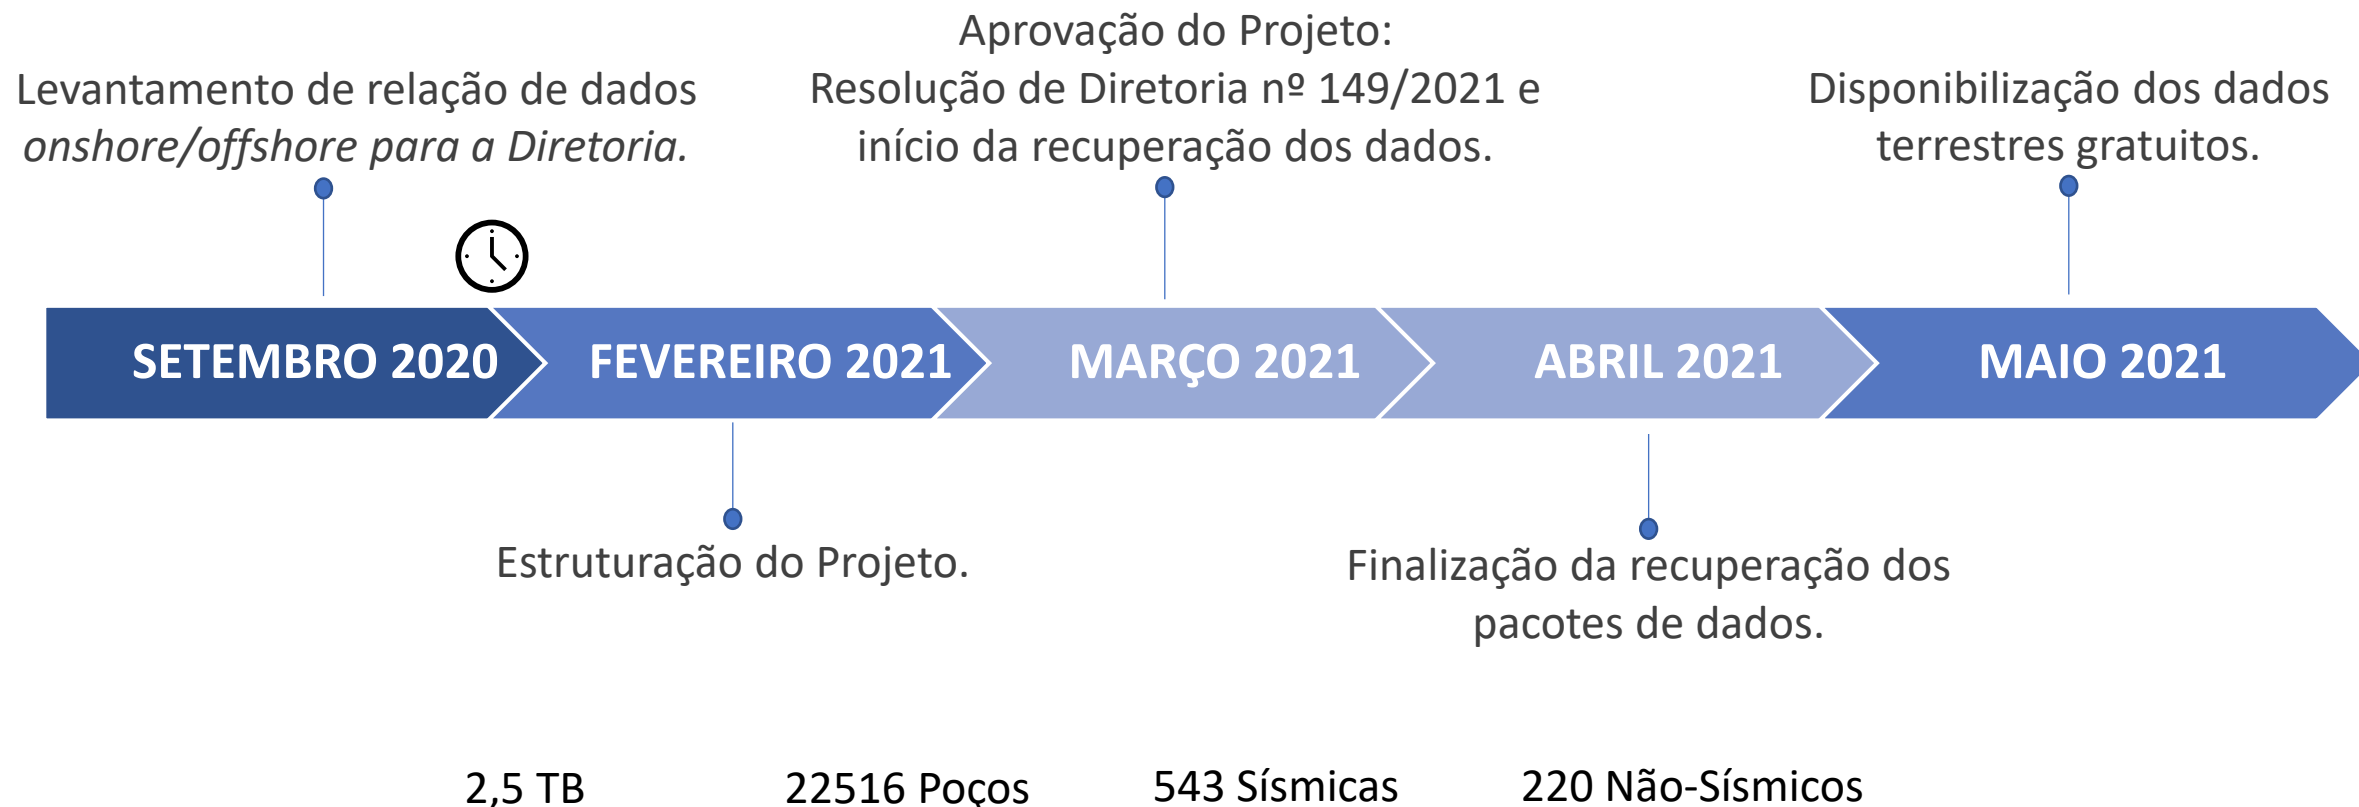 Levantamento de relação de dados
onshore/offshore para a Diretoria.
Aprovação do Projeto:
Resolução de Diretoria nº 149/2021 e
início da recuperação dos dados.
Disponibilização dos dados
terrestres gratuitos.
SETEMBRO 2020
FEVEREIRO 2021
MARÇO 2021
ABRIL 2021
MAIO 2021
Estruturação do Projeto.
Finalização da recuperação dos
pacotes de dados.
2,5 TB
22516 Poços
543 Sísmicas
220 Não-Sísmicos